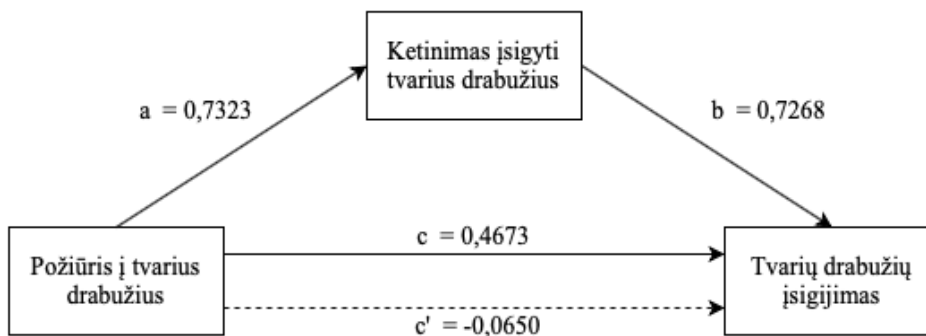 Ketinimas įsigyti
tvarius drabužius
a = 0,7323
b = 0,7268
Požiūris į tvarius
drabužius
c = 0,4673
c' = -0,0650
Tvarių drabužių
įsigijimas